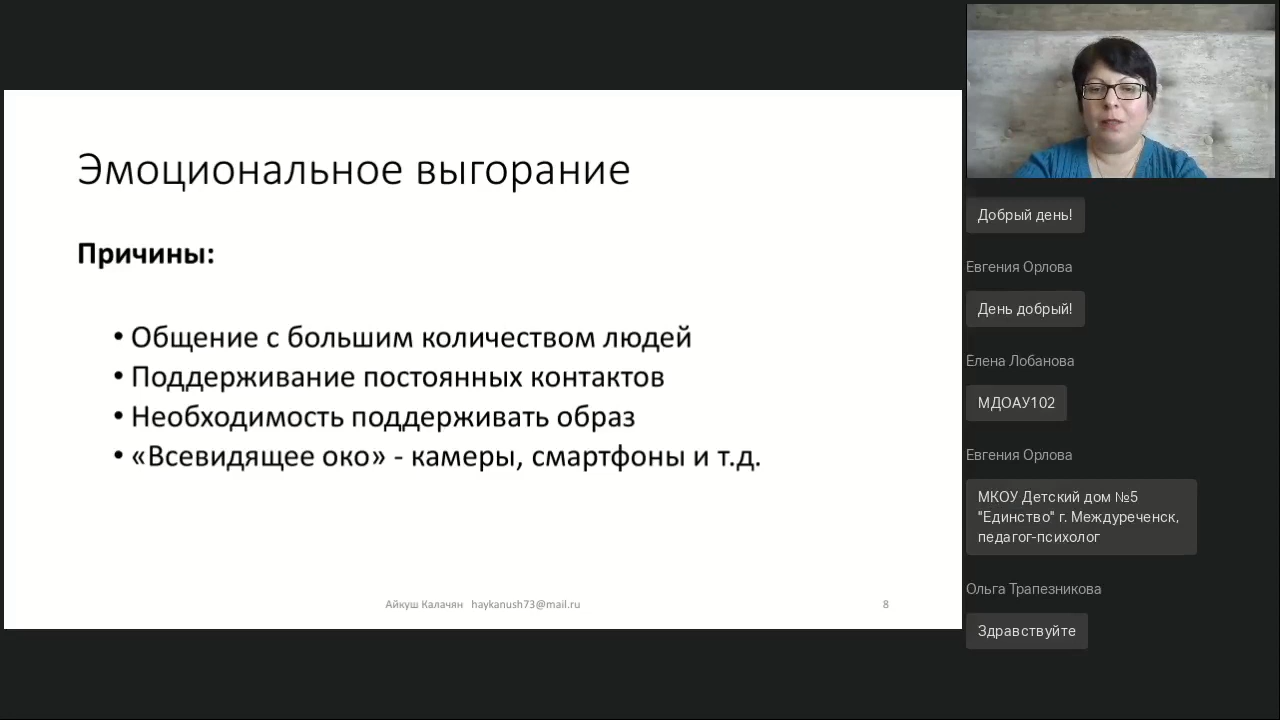 Эмоциональное выгорание
Причины:
• Общение с большим количеством людей
• Поддерживание постоянных контактов
• Необходимость поддерживать образ
• «Всевидящее око» - камеры, смартфоны и т.д.
Айкуш Калачян haykanush73@mail.ru
8
Добрый день!
Евгения Орлова
День добрый!
Елена Лобанова
МДОАУ102
Евгения Орлова
МКОУ Детский дом №5
"Единство" г. Междуреченск,
педагог-психолог
Ольга Трапезникова
Здравствуйте